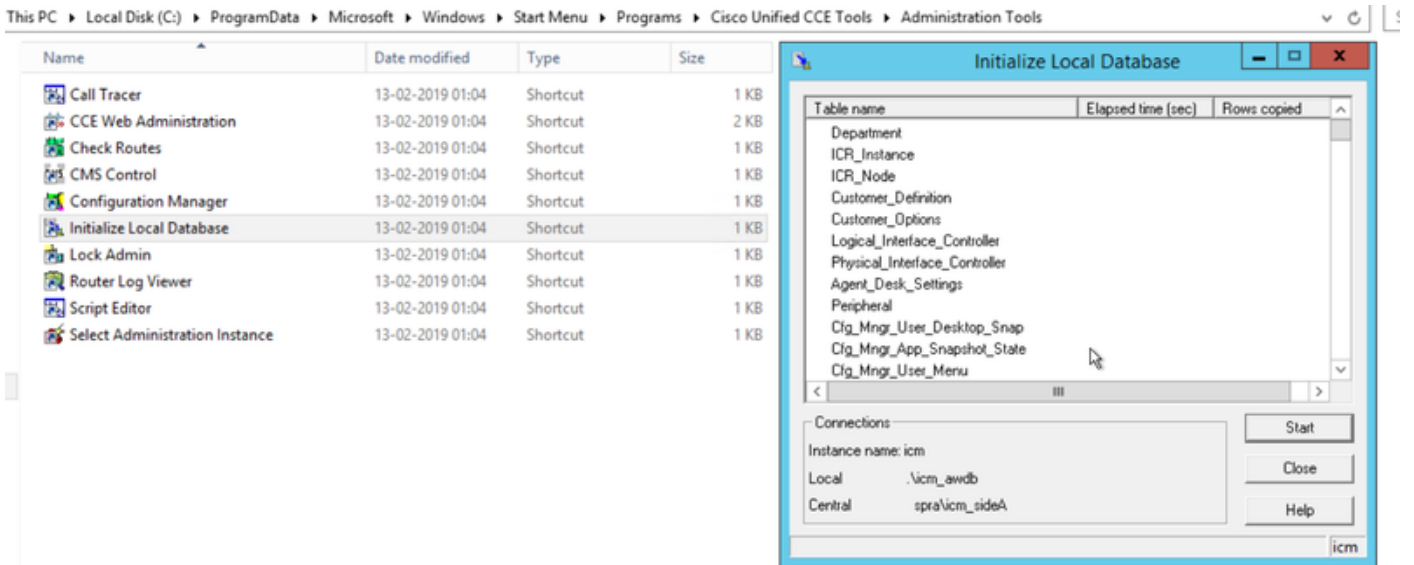 This PC ▸ Local Disk (C:) ▸ ProgramData ▸ Microsoft ▸ Windows ▸ Start Menu ▸ Programs ▸ Cisco Unified CCE Tools ▸ Administration Tools
Name Date modified Type Size
Call Tracer 13-02-2019 01:04 Shortcut 1 KB
CCE Web Administration 13-02-2019 01:04 Shortcut 2 KB
Check Routes 13-02-2019 01:04 Shortcut 1 KB
CMS Control 13-02-2019 01:04 Shortcut 1 KB
Configuration Manager 13-02-2019 01:04 Shortcut 1 KB
Initialize Local Database 13-02-2019 01:04 Shortcut 1 KB
Lock Admin 13-02-2019 01:04 Shortcut 1 KB
Router Log Viewer 13-02-2019 01:04 Shortcut 1 KB
Script Editor 13-02-2019 01:04 Shortcut 1 KB
Select Administration Instance 13-02-2019 01:04 Shortcut 1 KB
Initialize Local Database
Table name Elapsed time (sec) Rows copied
Department
ICR_Instance
ICR_Node
Customer_Definition
Customer_Options
Logical_Interface_Controller
Physical_Interface_Controller
Agent_Desk_Settings
Peripheral
Cfg_Mngr_User_Desktop_Snap
Cfg_Mngr_App_Snapshot_State
Cfg_Mngr_User_Menu
Connections
Instance name: icm
Local .\icm_awdb
Central spra\icm_sideA
Start
Close
Help
icm